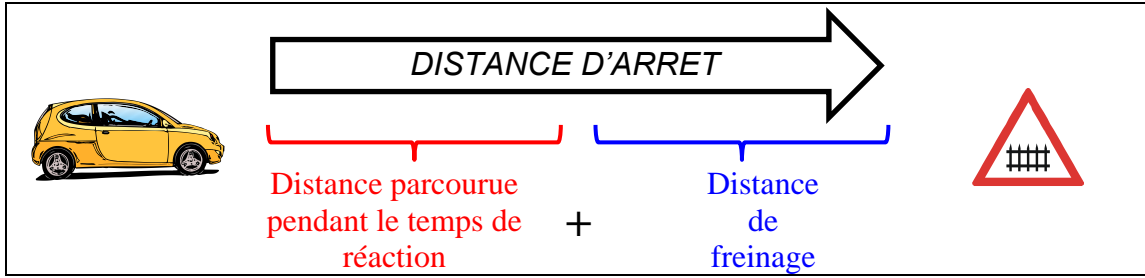 DISTANCE D'ARRET
Distance parcourue
pendant le temps de
réaction
+
Distance
de
freinage